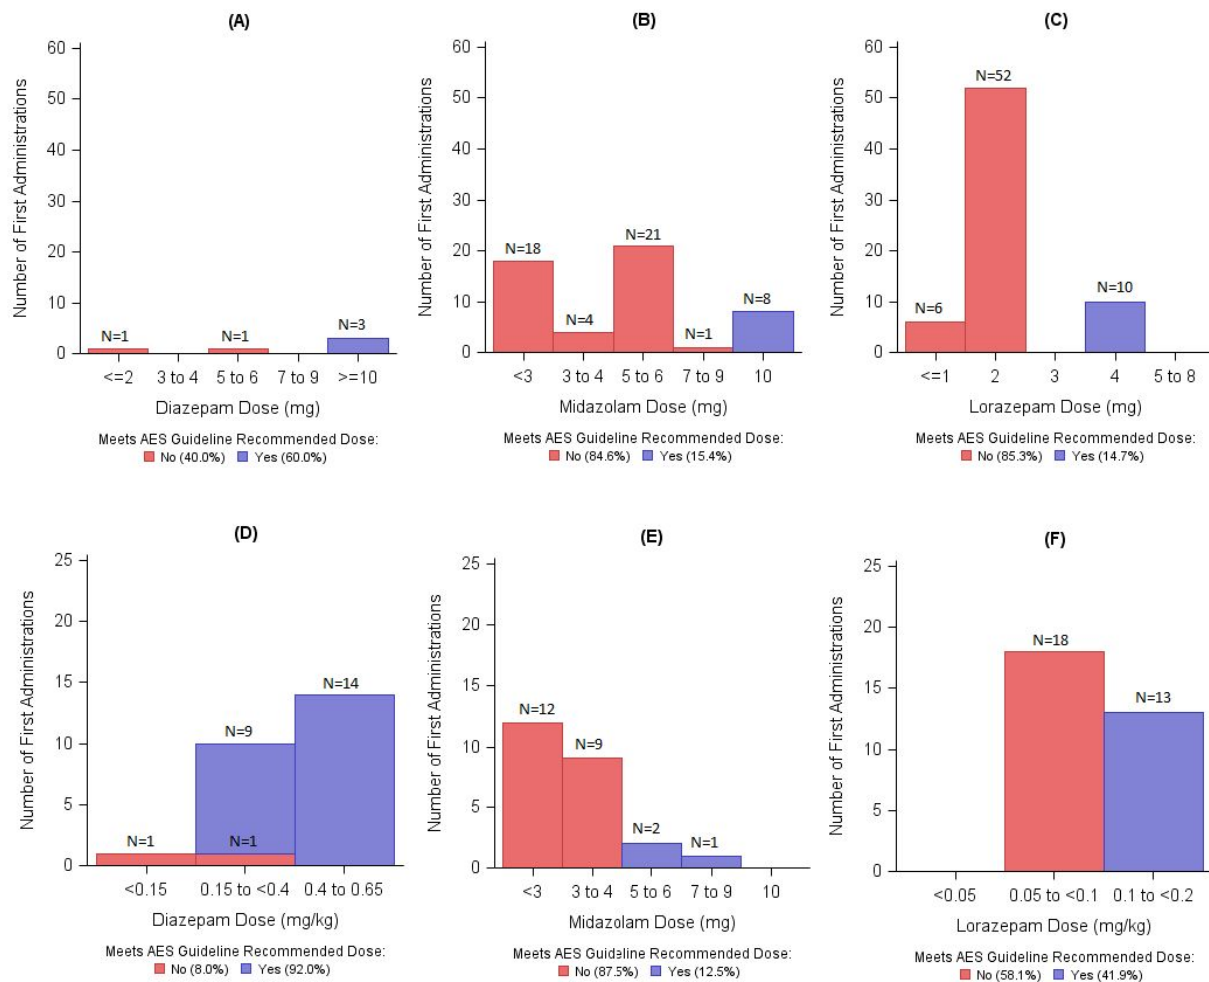 (A)
60
50
40
30
20
10
0
Number of First Administrations
N=1
N=1
N=3
<=2 3 to 4 5 to 6 7 to 9 >=10
Diazepam Dose (mg)
Meets AES Guideline Recommended Dose:
No (40.0%) Yes (60.0%)
(B)
60
50
40
30
20
10
0
Number of First Administrations
N=18
N=4
N=21
N=1
N=8
<3 3 to 4 5 to 6 7 to 9 10
Midazolam Dose (mg)
Meets AES Guideline Recommended Dose:
No (84.6%) Yes (15.4%)
(C)
60
50
40
30
20
10
0
Number of First Administrations
N=6
N=52
N=10
<=1 2 3 4 5 to 8
Lorazepam Dose (mg)
Meets AES Guideline Recommended Dose:
No (85.3%) Yes (14.7%)
(D)
25
20
15
10
5
0
Number of First Administrations
N=1
N=9
N=1
N=14
<0.15 0.15 to <0.4 0.4 to 0.65
Diazepam Dose (mg/kg)
Meets AES Guideline Recommended Dose:
No (8.0%) Yes (92.0%)
(E)
25
20
15
10
5
0
Number of First Administrations
N=12
N=9
N=2
N=1
<3 3 to 4 5 to 6 7 to 9 10
Midazolam Dose (mg)
Meets AES Guideline Recommended Dose:
No (87.5%) Yes (12.5%)
(F)
25
20
15
10
5
0
Number of First Administrations
N=18
N=13
<0.05 0.05 to <0.1 0.1 to <0.2
Lorazepam Dose (mg/kg)
Meets AES Guideline Recommended Dose:
No (58.1%) Yes (41.9%)